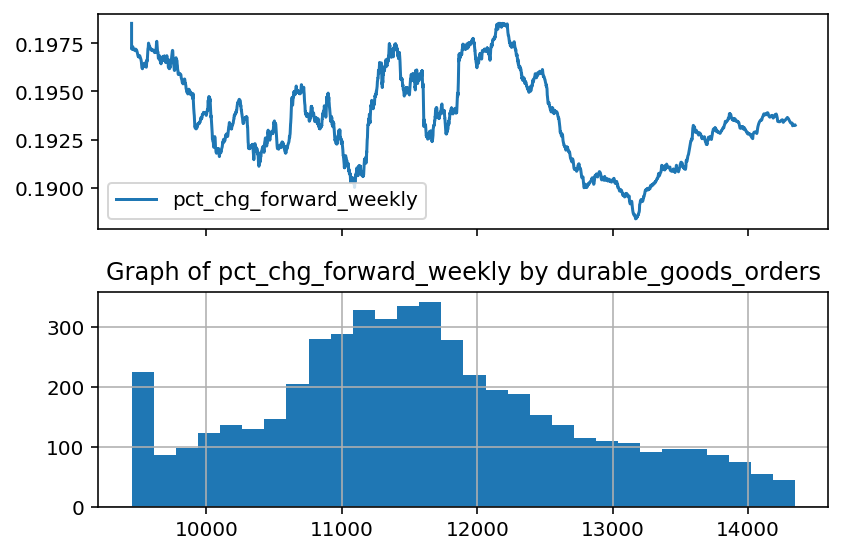 0.1975
0.1950
0.1925
0.1900
pct_chg_forward_weekly
Graph of pct_chg_forward_weekly by durable_goods_orders
300
200
100
0
10000 11000 12000 13000 14000